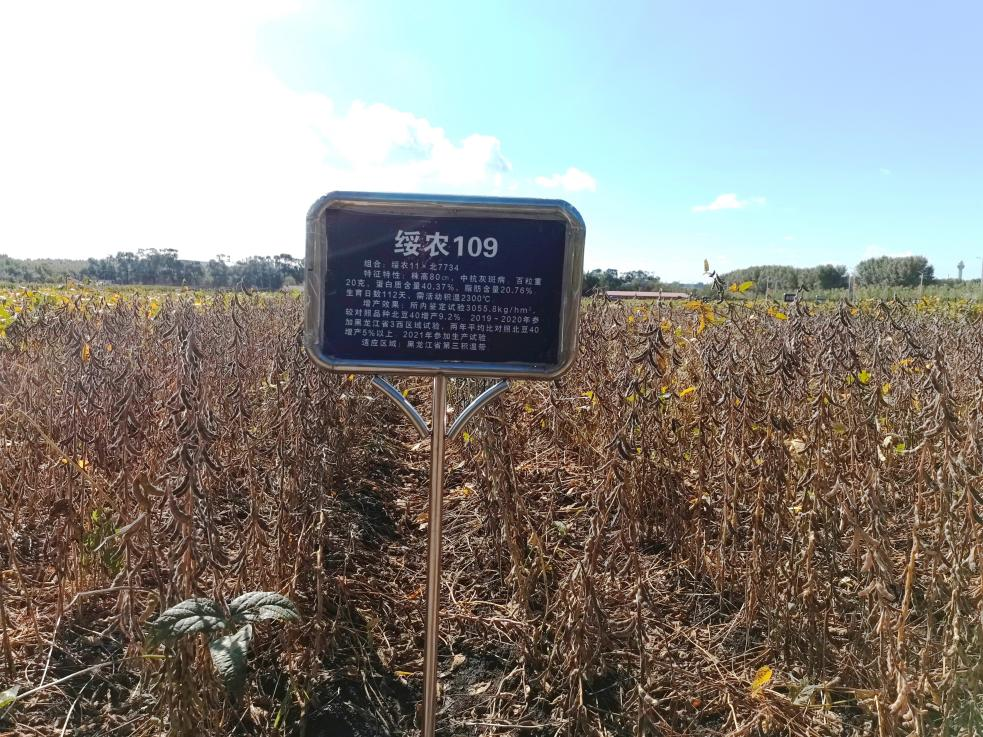 绥农109
组合：绥农11×北7734
特征特性：株高80㎝，中抗灰斑病，百粒重
20克，蛋白质含量40.37%，脂肪含量20.76%
生育日数112天，需活动积温2300℃
增产效果：所内鉴定试验3055.8kg/hm²，
较对照品种北豆40增产9.2%，2019-2020年参
加黑龙江省3西区域试验，两年平均比对照北豆40
增产5%以上，2021年参加生产试验
适应区域：黑龙江省第三积温带